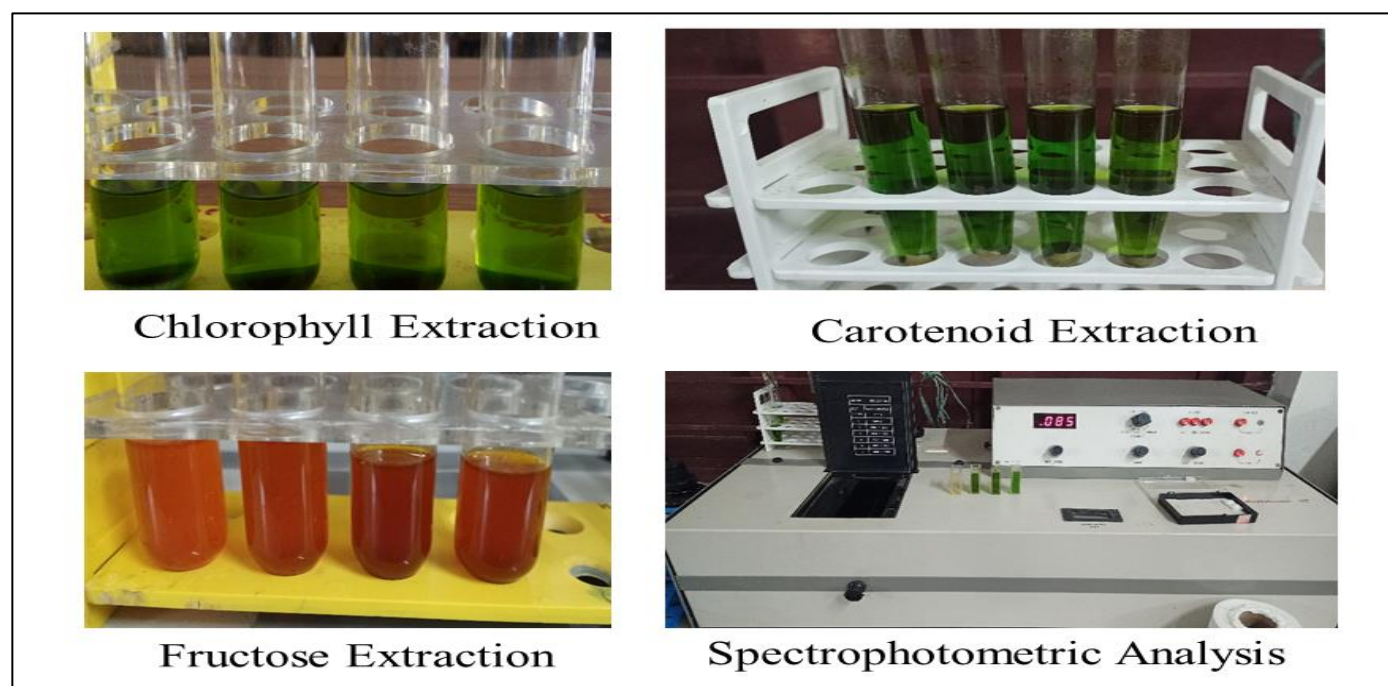 Chlorophyll Extraction
Carotenoid Extraction
.085
Fructose Extraction
Spectrophotometric Analysis